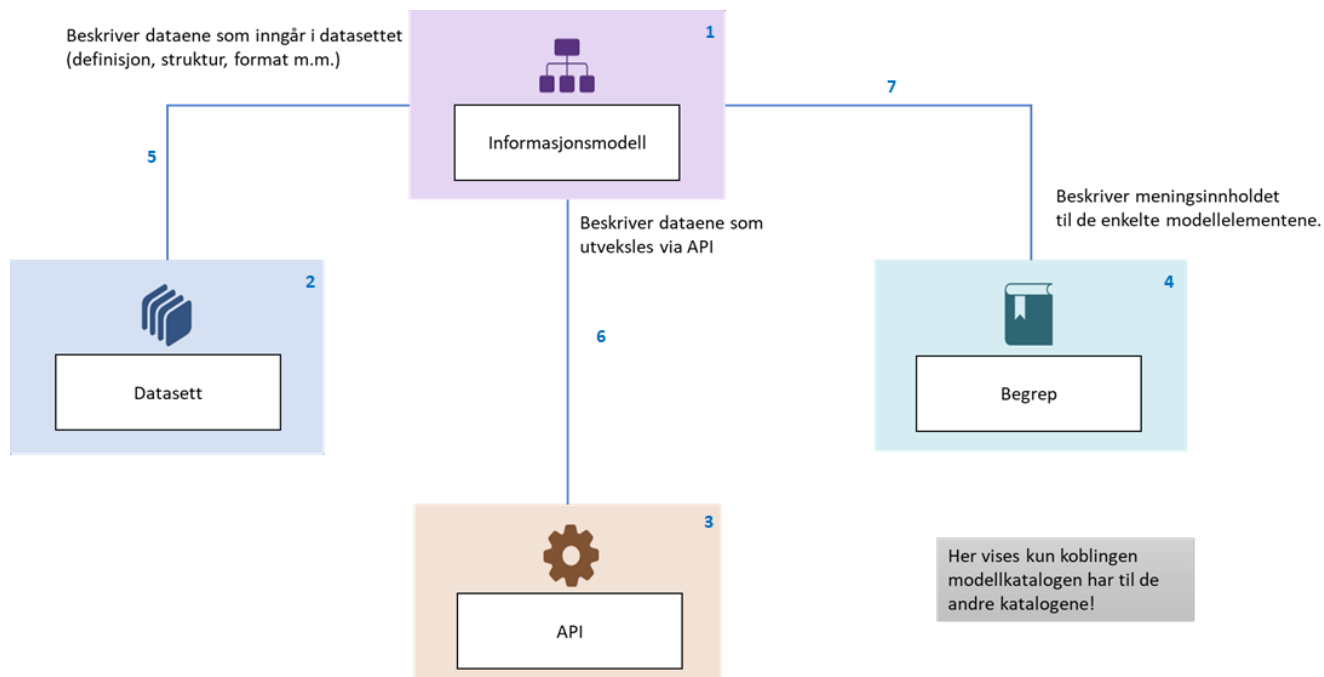 Beskriver dataene som inngår i datasettet
(definisjon, struktur, format m.m.)
1
Informasjonsmodell
7
5
Beskriver dataene som
utveksles via API
Beskriver meningsinnholdet
til de enkelte modellelementene.
2
Datasett
6
4
Begrep
3
API
Her vises kun koblingen
modellkatalogen har til de
andre katalogene!